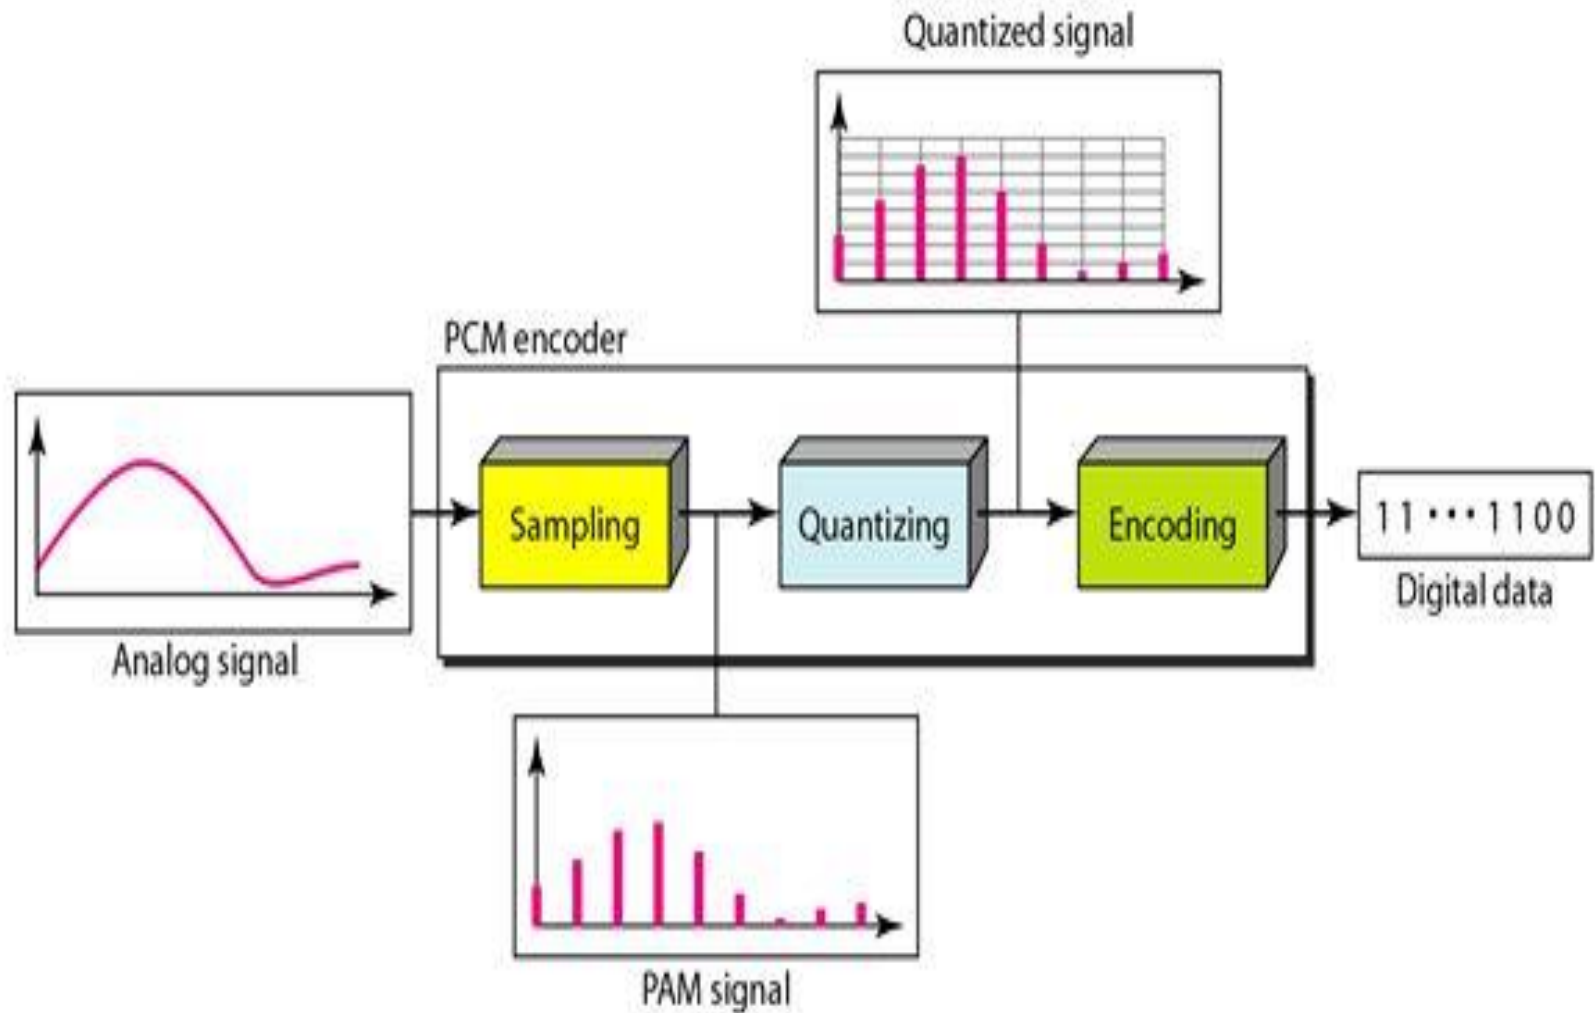 Quantized signal
PCM encoder
Sampling
Quantizing
Encoding
11···1100
Digital data
Analog signal
PAM signal